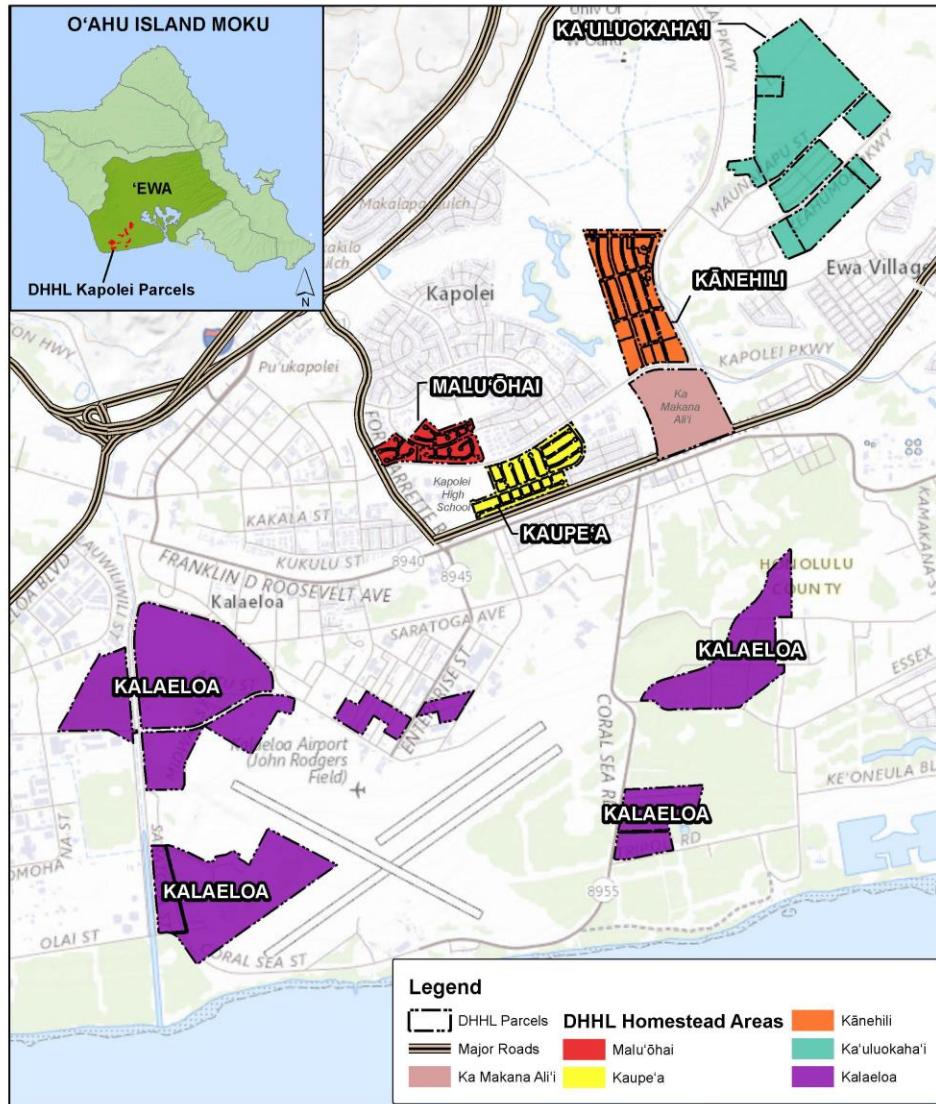 O‘AHU ISLAND MOKU
‘EWA
DHHL Kapolei Parcels
N
KA‘ULUOKAHA‘I
PKWY
MAUNAKAPU ST
Makalapa Gulch
Kapolei
KĀNEHILI
Ewa Village
KAPOLEI PKWY
Pu‘ukapolei
MALU‘ŌHAI
Ka
Makana
Ali‘i
Kapolei
High
School
KAUPE‘A
KAKALA ST
KUKULU ST
8940
8945
FRANKLIN D ROOSEVELT AVE
Kalaeloa
SARATOGA AVE
ENTERPRISE ST
HONOLULU
COUNTY
KAMAKANA ST
KALAELOA
KALAELOA
ESSEX
CORAL SEA RD
Kalaeloa Airport
(John Rodgers
Field)
KE‘ONEULA BL
KALAELOA
KALAELOA
8955
OLAI ST
CORAL SEA ST
Legend
DHHL Parcels
Major Roads
Ka Makana Ali‘i
DHHL Homestead Areas
Malu‘ōhai
Kaupe‘a
Kānehili
Ka‘uluokaha‘i
Kalaeloa